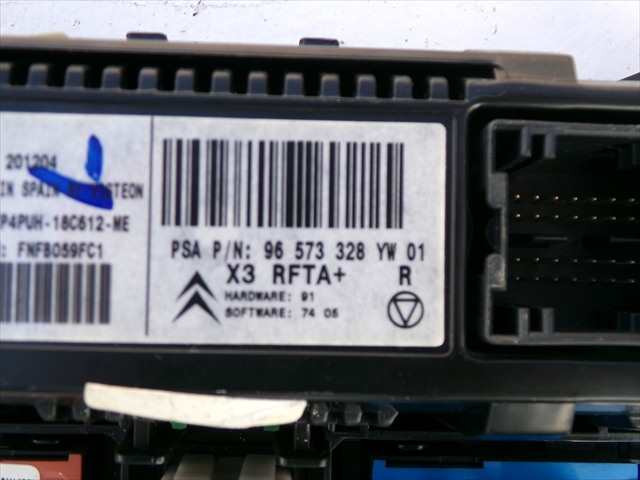 201204
IN SPAIN
P4PUH-18C612-ME
: FNFB059FC1
PSA P/N: 96 573 328 YW 01
X3 RFTA+ R
HARDWARE: 91
SOFTWARE: 74 05